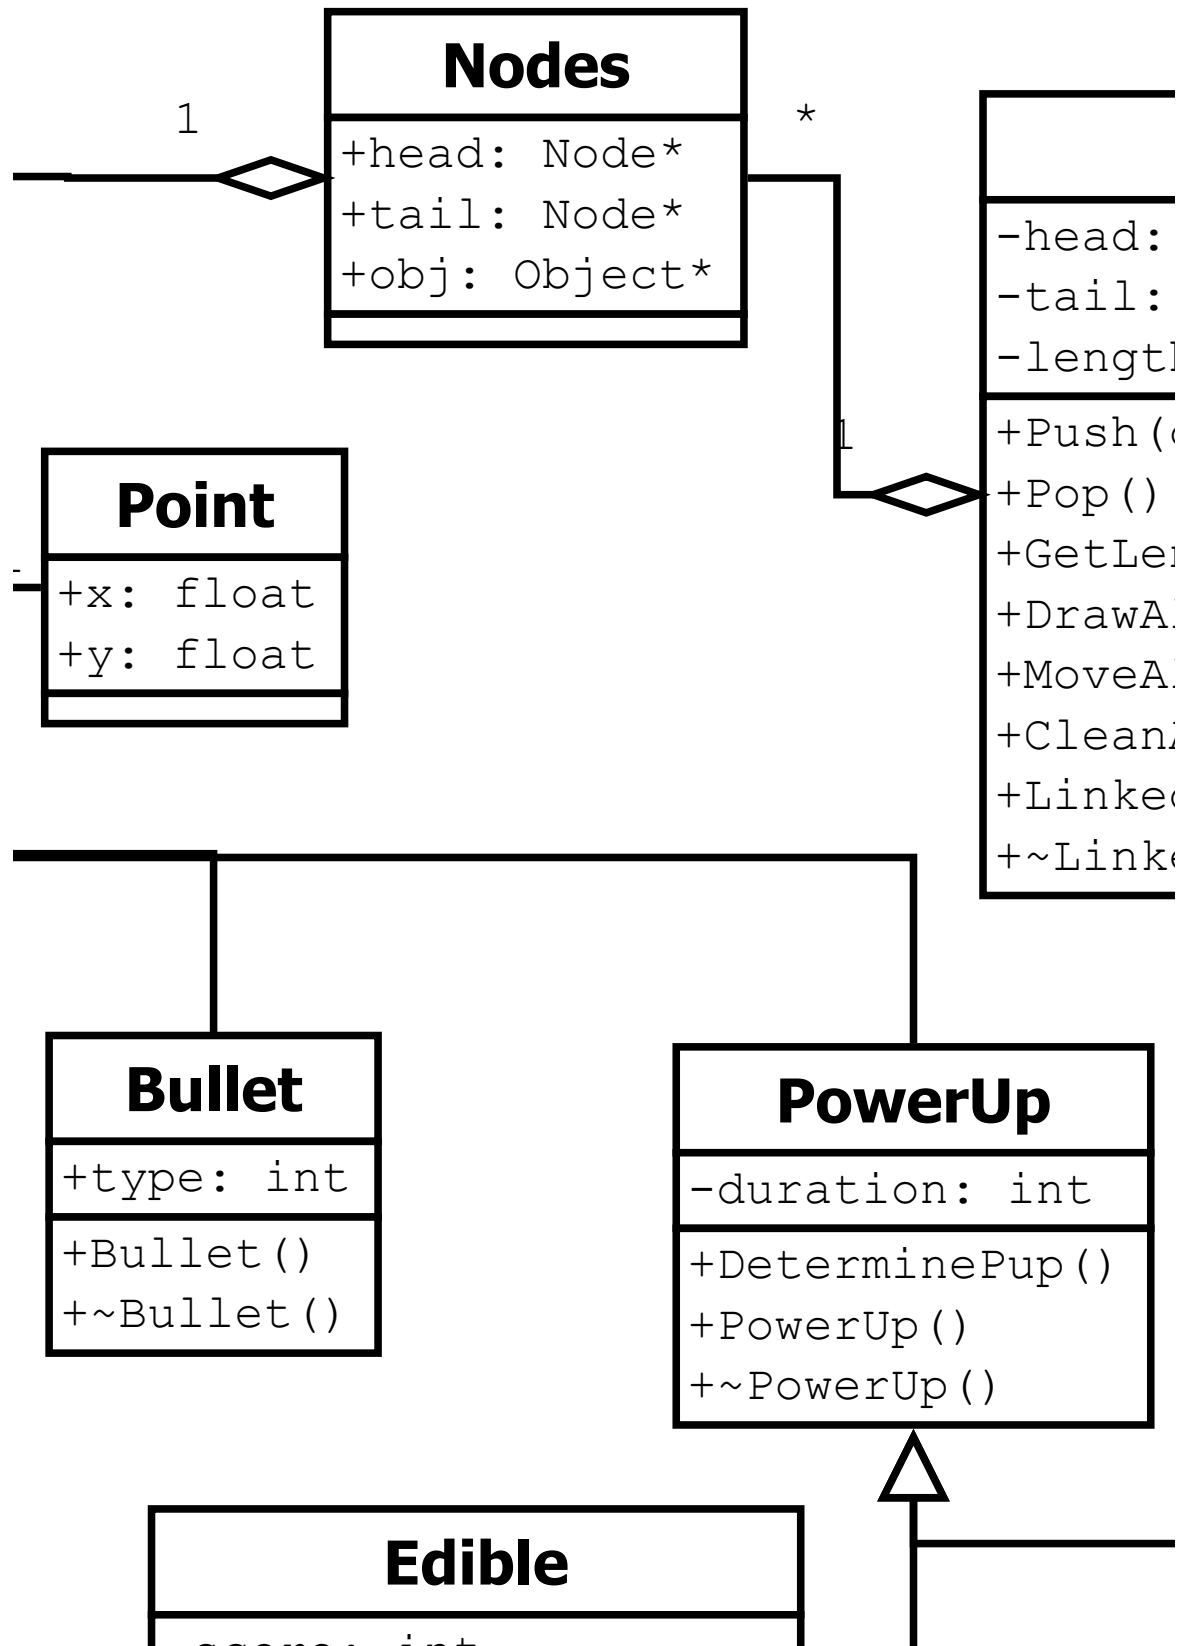 Nodes
1
*
+head: Node*
+tail: Node*
+obj: Object*
-head:
-tail:
1
+Pop()
Point
+x: float
+y: float
Bullet
+type: int
+Bullet()
+~Bullet()
PowerUp
-duration: int
+DeterminePup()
+PowerUp()
+~PowerUp()
Edible